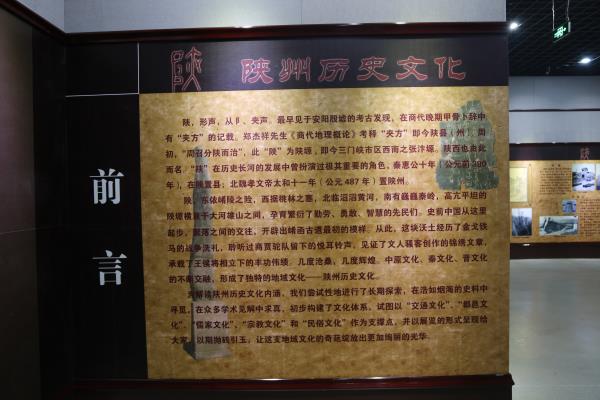 陕 陕州历史文化
前言
陕，形声，从阝、夹声。最早见于安阳殷墟的考古发现，在商代晚期甲骨卜辞中
有“夹方”的记载。郑杰祥先生《商代地理概论》考释“夹方”即今陕县（州）。周
初，“周召分陕而治”，此“陕”为陕塬，即今三门峡市区西南之张汴塬。陕西也由此
而名。“陕”在历史长河的发展中曾扮演过极其重要的角色，秦惠公十年（公元前390
年），在陕置县；北魏孝文帝太和十一年（公元487年）置陕州。
陕，东依崤陵之险，西据桃林之塞，北临滔滔黄河，南有巍巍秦岭，高亢平坦的
陕塬横亘于大河雄山之间，孕育繁衍了勤劳、勇敢、智慧的先民们。史前中国从这里
起步，聚落之间的交往，开辟出崤函古道最初的模样。从此，这块沃土经历了金戈铁
马的战争洗礼，聆听过商贾驼队留下的悦耳铃声，见证了文人骚客创作的锦绣文章，
承载了王侯将相立下的丰功伟绩。几度沧桑，几度辉煌。中原文化、秦文化、晋文化
的不断交融，形成了独特的地域文化——陕州历史文化。
为解读陕州历史文化内涵，我们尝试性地进行了长期探索，在浩如烟海的史料中
寻觅，在众多学术见解中求真，初步构建了文化体系，试图以“交通文化”、“都邑文
化”、“儒家文化”、“宗教文化”和“民俗文化”作为支撑点，并以展览的形式呈现给
大家，以期抛砖引玉，让这支地域文化的奇葩绽放出更加绚丽的光华。